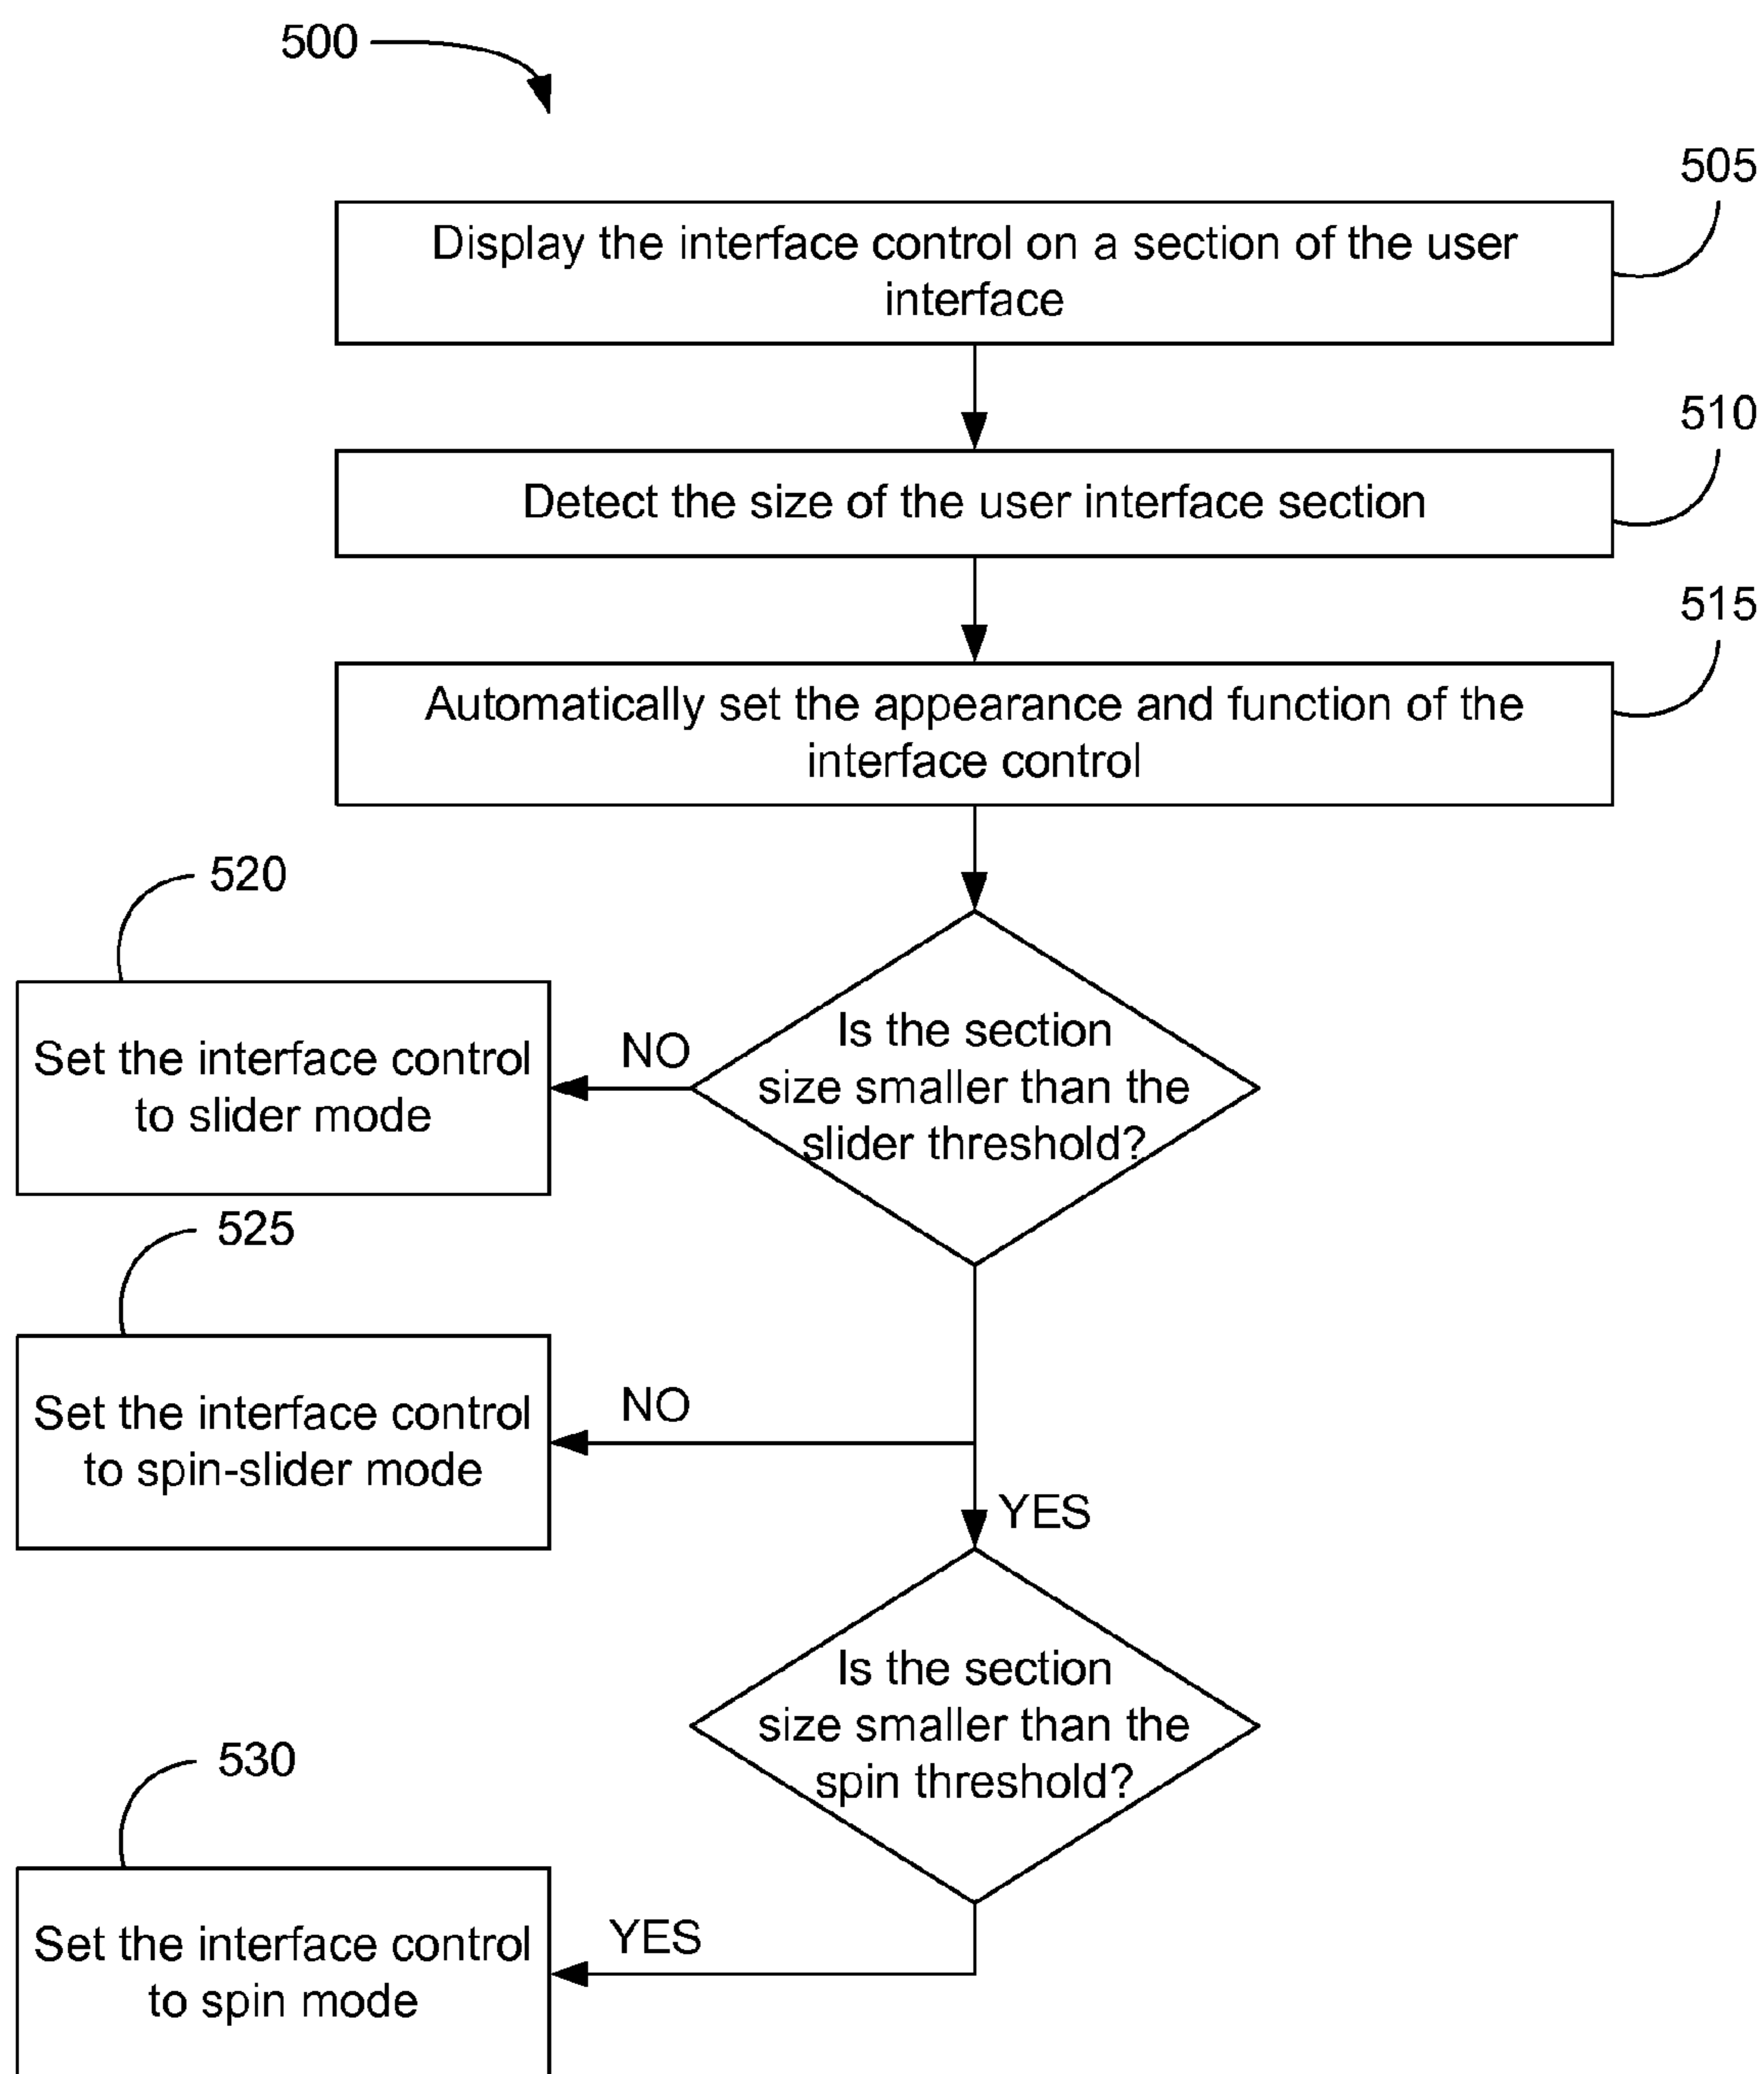 500
505
Display the interface control on a section of the user
interface
510
Detect the size of the user interface section
515
Automatically set the appearance and function of the
interface control
520
Is the section
size smaller than the
slider threshold?
NO
Set the interface control
to slider mode
525
NO
Set the interface control
to spin-slider mode
YES
Is the section
size smaller than the
spin threshold?
530
YES
Set the interface control
to spin mode